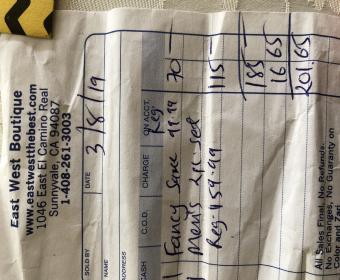 East West Boutique
www.eastwestthebest.com
1046, East El Camino Real
Sunnyvale, CA 94087
1-408-261-3003
SOLD BY DATE 3/8/19
NAME
ADDRESS
CASH C.O.D. CHARGE ON ACCT.
Reg.
1 Fancy Saree 99.99 70
1 Men's 2pc set 115
Reg: 159.99
185
16 65
201.65
All Sales Final, No Refunds.
No Exchanges, No Guaranty on
Color and Zari